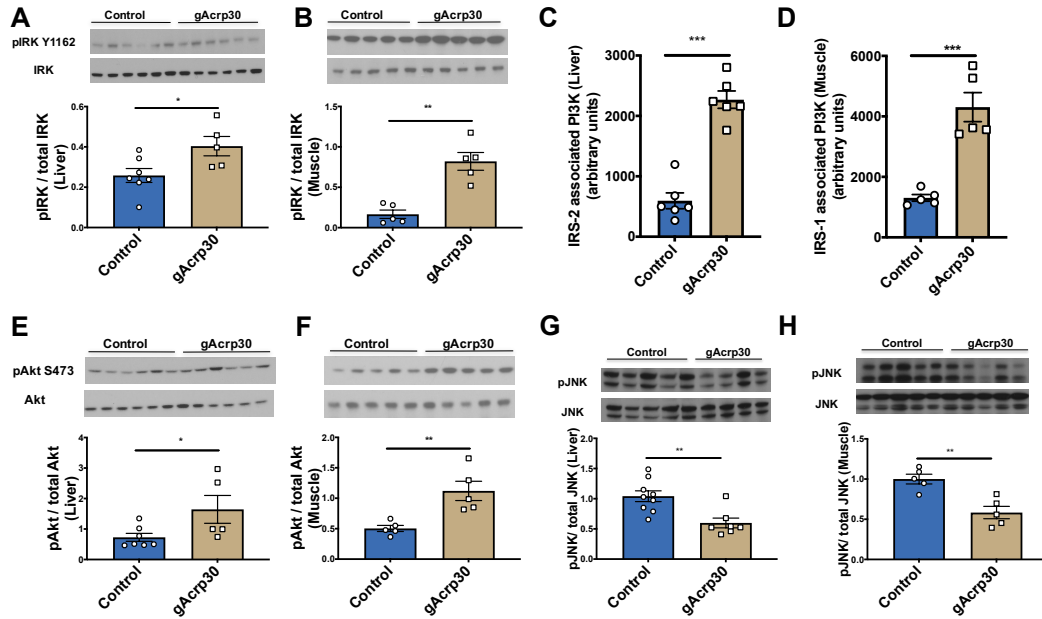 A
Control gAcrp30
pIRK Y1162
IRK
*
0.6
0.4
0.2
0.0
pIRK / total IRK
(Liver)
Control
gAcrp30
B
Control gAcrp30
**
1.5
1.0
0.5
0.0
pIRK / total IRK
(Muscle)
Control
gAcrp30
C
***
3000
2000
1000
0
IRS-2 associated PI3K (Liver)
(arbitrary units)
Control
gAcrp30
D
***
6000
4000
2000
0
IRS-1 associated PI3K (Muscle)
(arbitrary units)
Control
gAcrp30
E
Control gAcrp30
pAkt S473
Akt
*
4
3
2
1
0
pAkt / total Akt
(Liver)
Control
gAcrp30
F
Control gAcrp30
**
2.0
1.5
1.0
0.5
0.0
pAkt / total Akt
(Muscle)
Control
gAcrp30
G
Control gAcrp30
pJNK
JNK
**
2.0
1.5
1.0
0.5
0.0
pJNK/ total JNK (Liver)
Control
gAcrp30
H
Control gAcrp30
pJNK
JNK
**
1.5
1.0
0.5
0.0
pJNK/ total JNK (Muscle)
Control
gAcrp30